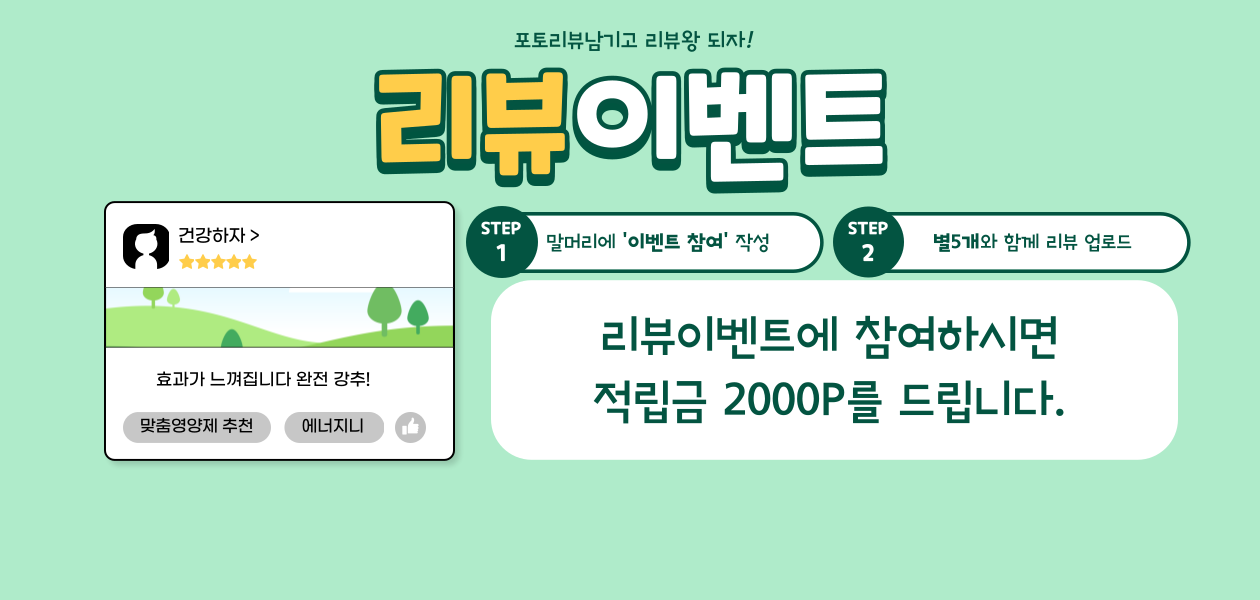 포토리뷰남기고 리뷰왕 되자!
리뷰이벤트
건강하자 >
효과가 느껴집니다 완전 강추!
맞춤영양제 추천
에너지니
STEP
1
말머리에 '이벤트 참여' 작성
STEP
2
별5개와 함께 리뷰 업로드
리뷰이벤트에 참여하시면
적립금 2000P를 드립니다.